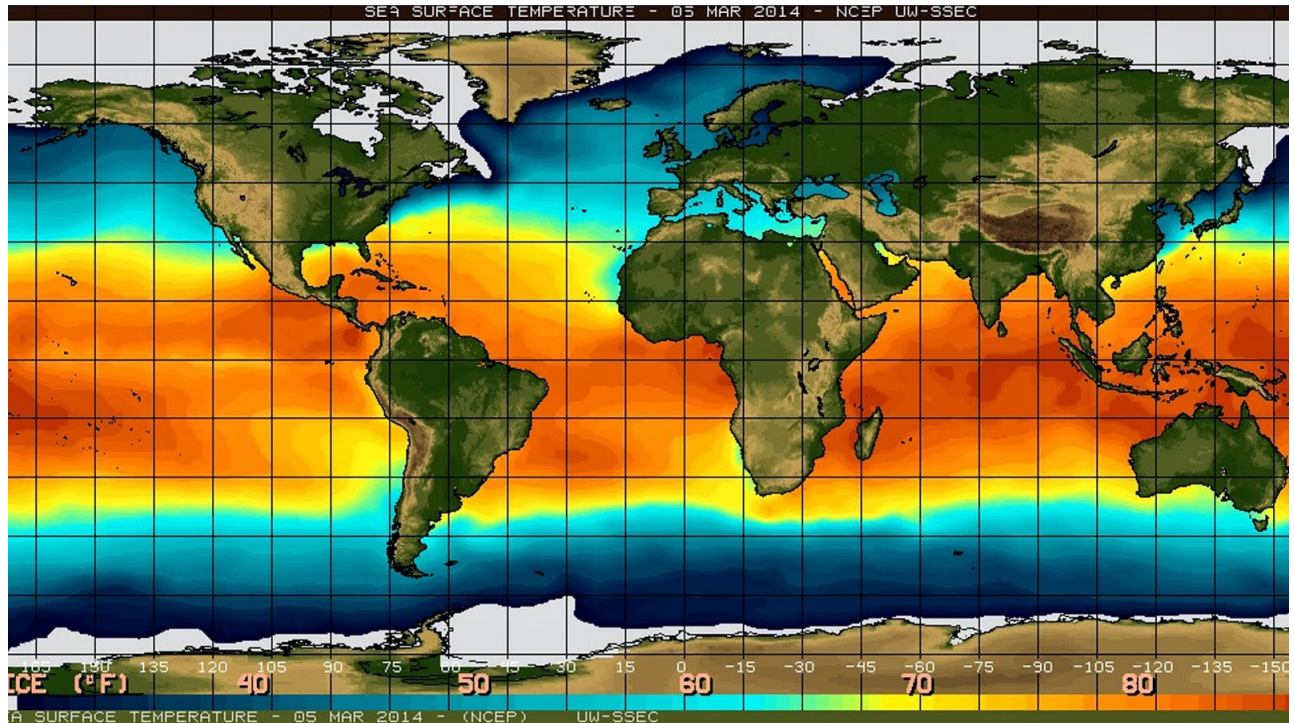 SEA SURFACE TEMPERATURE - 05 MAR 2014 - NCEP UW-SSEC
165 150 135 120 105 90 75 60 45 30 15 0 -15 -30 -45 -60 -75 -90 -105 -120 -135 -150
ICE (°F) 40 50 60 70 80
A SURFACE TEMPERATURE - 05 MAR 2014 - (NCEP) UW-SSEC